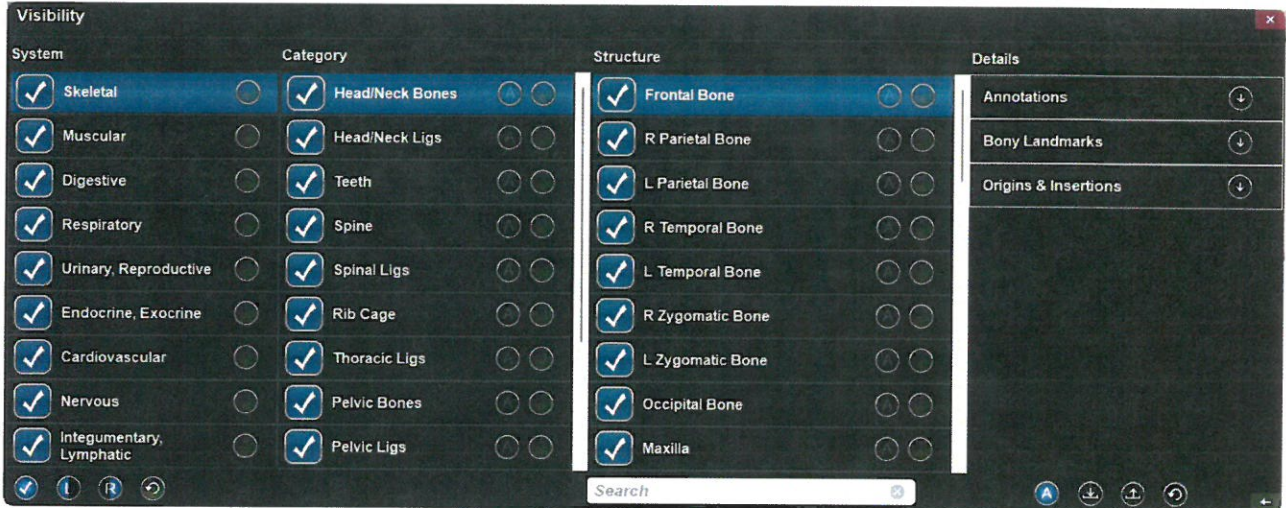 Visibility
System
Category
Structure
Details
Skeletal
Muscular
Digestive
Respiratory
Urinary, Reproductive
Endocrine, Exocrine
Cardiovascular
Nervous
Integumentary,
Lymphatic
Head/Neck Bones A
Head/Neck Ligs A
Teeth A
Spine A
Spinal Ligs A
Rib Cage A
Thoracic Ligs A
Pelvic Bones A
Pelvic Ligs A
Frontal Bone A
R Parietal Bone A
L Parietal Bone A
R Temporal Bone A
L Temporal Bone A
R Zygomatic Bone A
L Zygomatic Bone A
Occipital Bone A
Maxilla A
Annotations
Bony Landmarks
Origins & Insertions
L R
Search
A